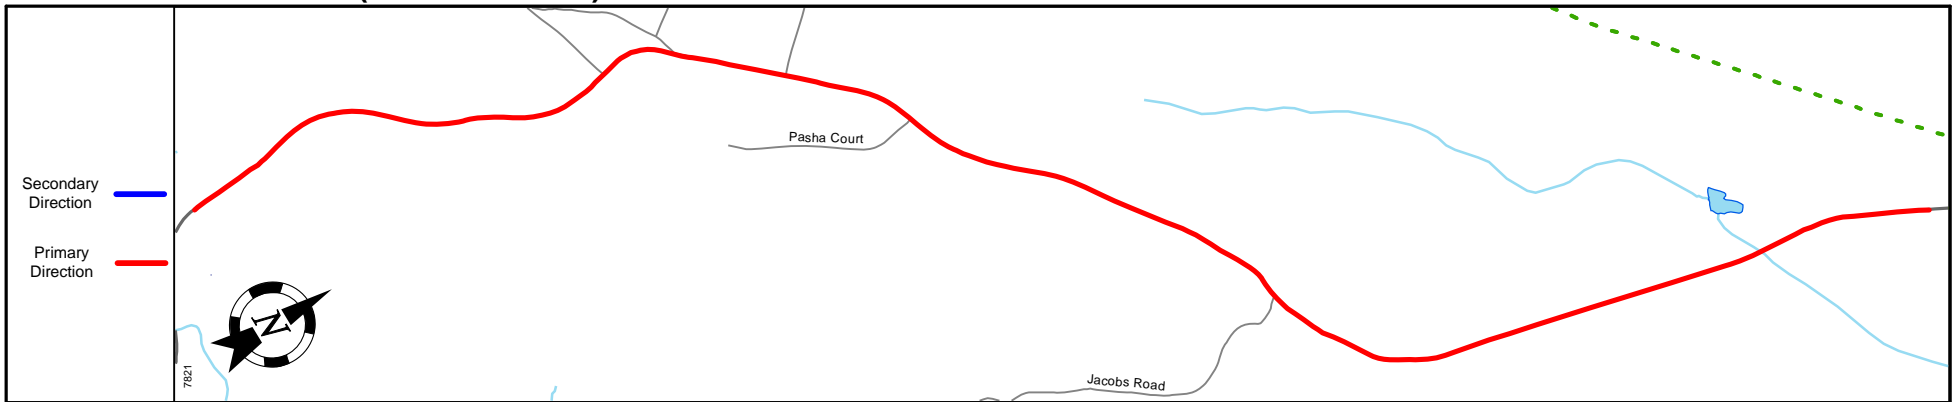 Secondary
Direction
Primary
Direction
Pasha Court
Jacobs Road
7821
N